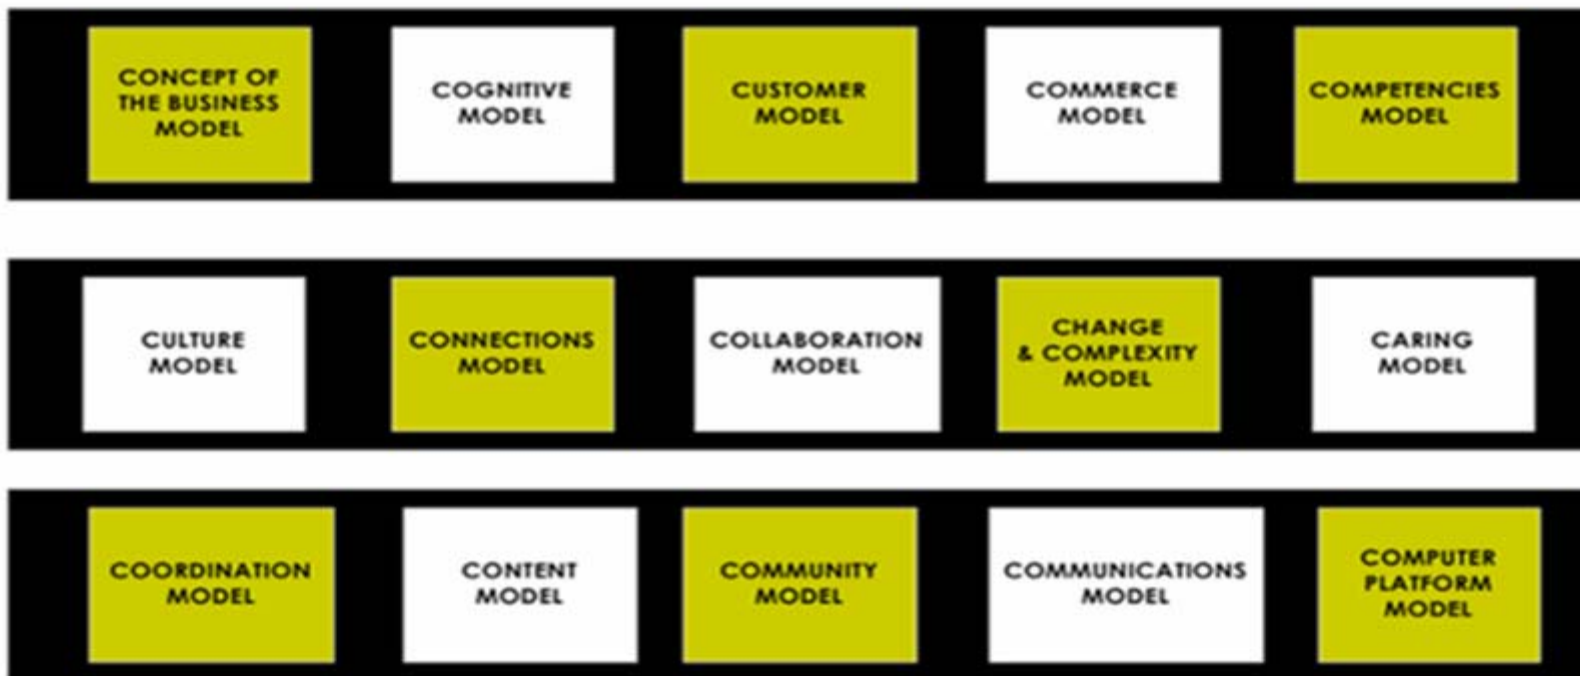 CONCEPT OF
THE BUSINESS
MODEL
COGNITIVE
MODEL
CUSTOMER
MODEL
COMMERCE
MODEL
COMPETENCIES
MODEL
CULTURE
MODEL
CONNECTIONS
MODEL
COLLABORATION
MODEL
CHANGE
& COMPLEXITY
MODEL
CARING
MODEL
COORDINATION
MODEL
CONTENT
MODEL
COMMUNITY
MODEL
COMMUNICATIONS
MODEL
COMPUTER
PLATFORM
MODEL